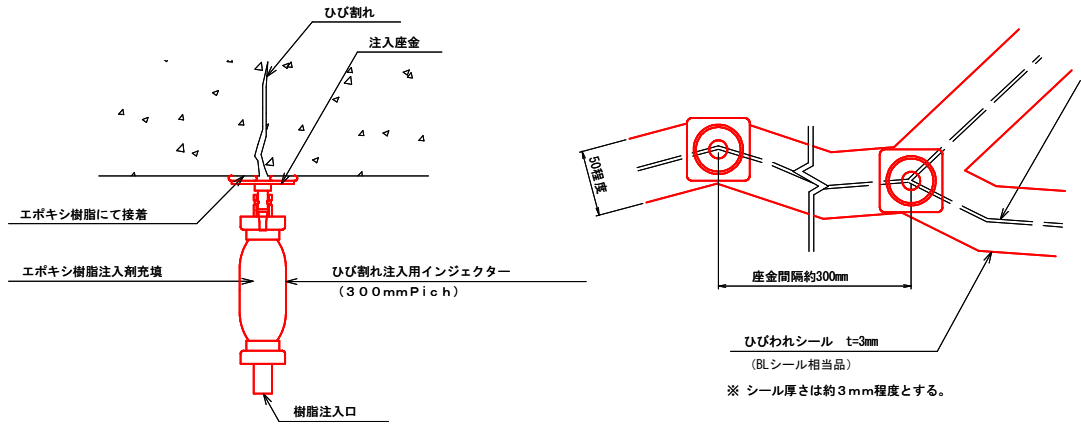 ひび割れ
注入座金
エポキシ樹脂にて接着
エポキシ樹脂注入剤充填
ひび割れ注入用インジェクター
(300mmPich)
樹脂注入口
50程度
座金間隔約300mm
ひびわれシール t=3mm
(BLシール相当品)
※ シール厚さは約3mm程度とする。